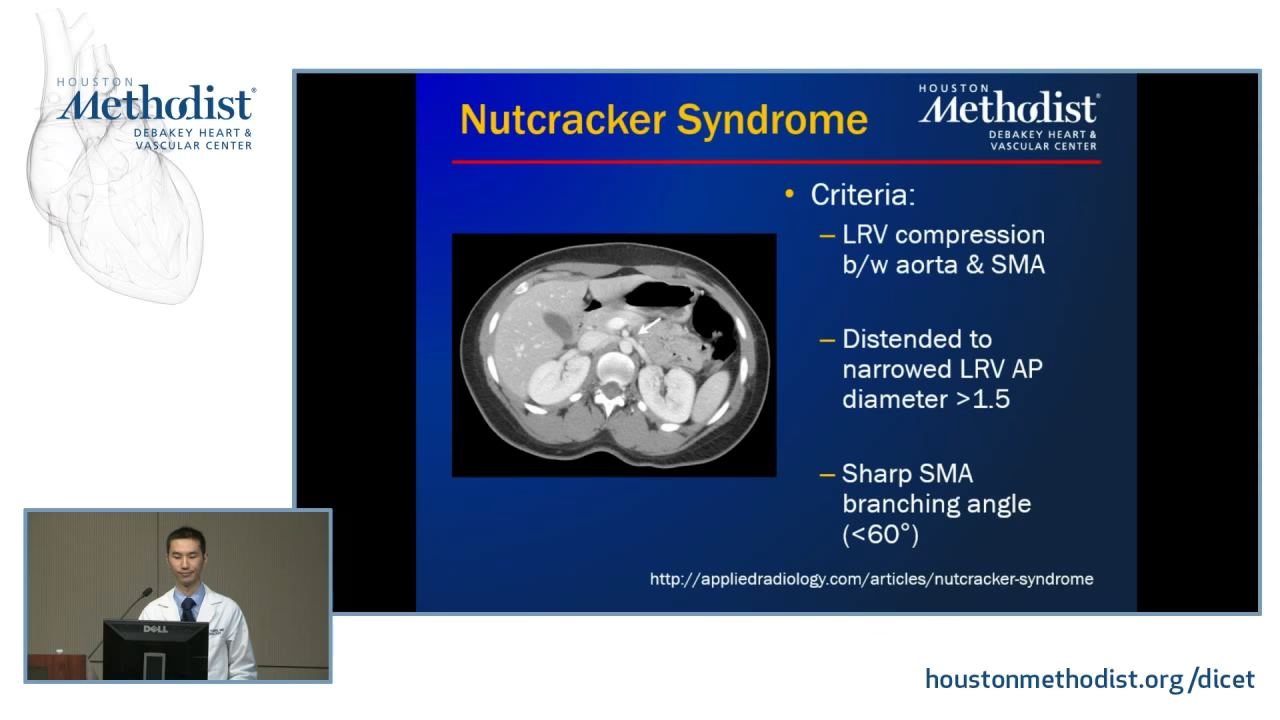 HOUSTON
Methodist®
DEBAKEY HEART &
VASCULAR CENTER
Nutcracker Syndrome
HOUSTON
Methodist®
DEBAKEY HEART &
VASCULAR CENTER
• Criteria:
– LRV compression
b/w aorta & SMA
– Distended to
narrowed LRV AP
diameter >1.5
– Sharp SMA
branching angle
(<60°)
http://appliedradiology.com/articles/nutcracker-syndrome
DELL
houstonmethodist.org/dicet